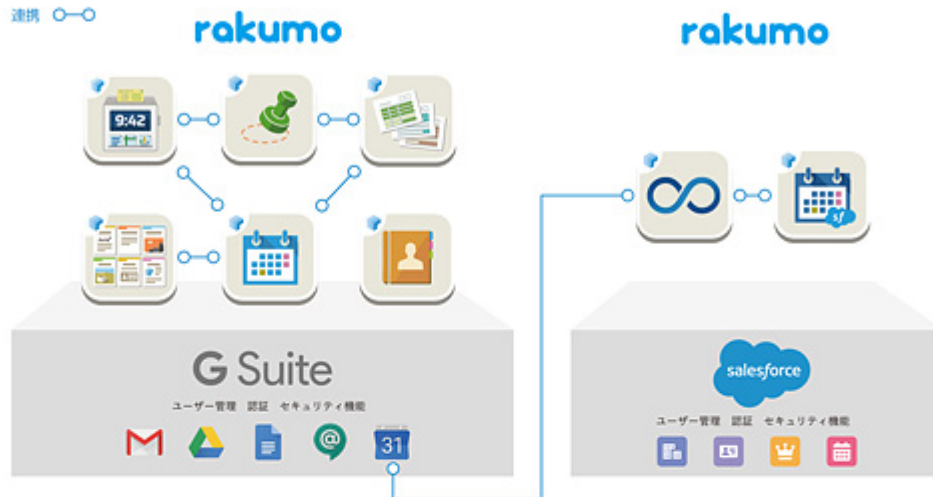 連携
rakumo
rakumo
9:42
sf
G Suite
ユーザー管理 認証 セキュリティ機能
31
salesforce
ユーザー管理 認証 セキュリティ機能